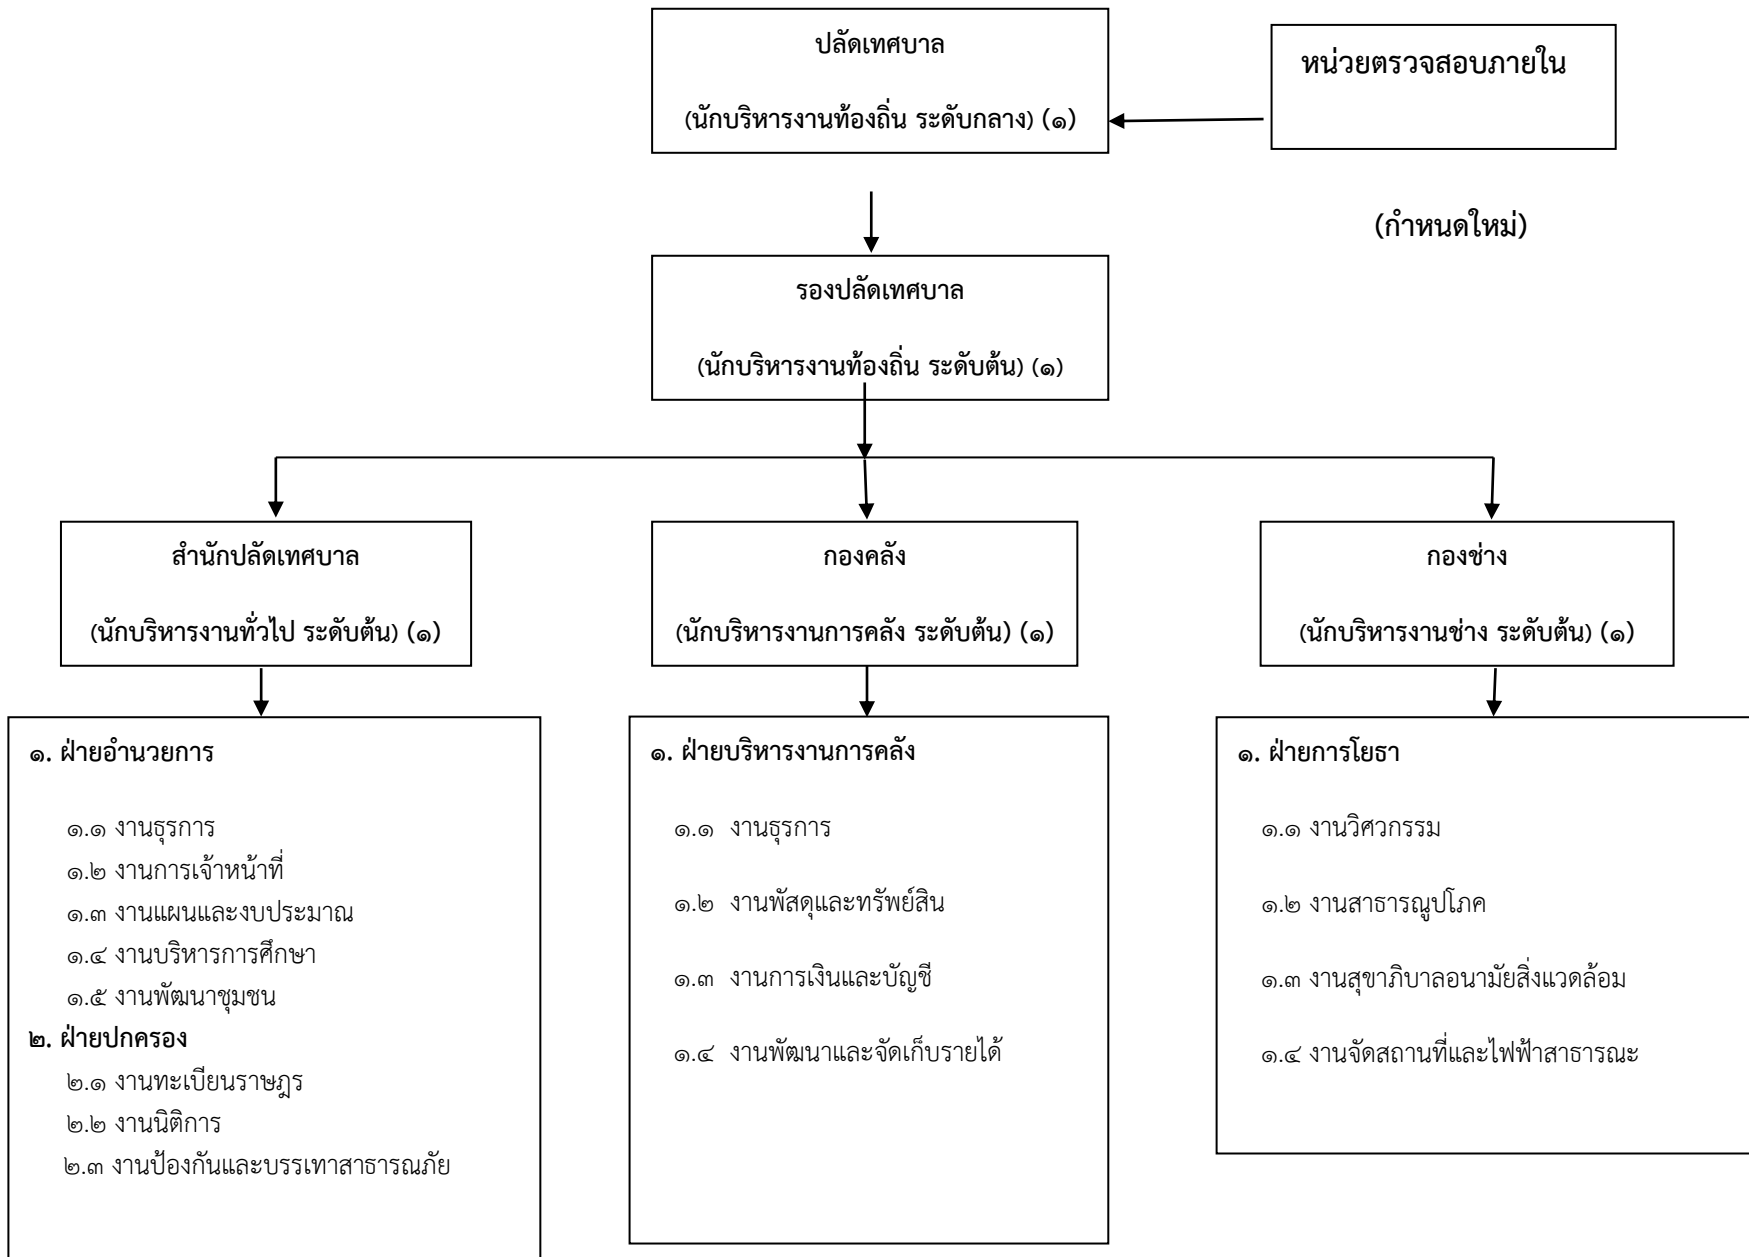 ปลัดเทศบาล
(นักบริหารงานท้องถิ่น ระดับกลาง) (๑)
หน่วยตรวจสอบภายใน
(กำหนดใหม่)
รองปลัดเทศบาล
(นักบริหารงานท้องถิ่น ระดับต้น) (๑)
สำนักปลัดเทศบาล
(นักบริหารงานทั่วไป ระดับต้น) (๑)
กองคลัง
(นักบริหารงานการคลัง ระดับต้น) (๑)
กองช่าง
(นักบริหารงานช่าง ระดับต้น) (๑)
๑. ฝ่ายอำนวยการ
๑.๑ งานธุรการ
๑.๒ งานการเจ้าหน้าที่
๑.๓ งานแผนและงบประมาณ
๑.๔ งานบริหารการศึกษา
๑.๕ งานพัฒนาชุมชน
๒. ฝ่ายปกครอง
๒.๑ งานทะเบียนราษฎร
๒.๒ งานนิติการ
๒.๓ งานป้องกันและบรรเทาสาธารณภัย
๑. ฝ่ายบริหารงานการคลัง
๑.๑ งานธุรการ
๑.๒ งานพัสดุและทรัพย์สิน
๑.๓ งานการเงินและบัญชี
๑.๔ งานพัฒนาและจัดเก็บรายได้
๑. ฝ่ายการโยธา
๑.๑ งานวิศวกรรม
๑.๒ งานสาธารณูปโภค
๑.๓ งานสุขาภิบาลอนามัยสิ่งแวดล้อม
๑.๔ งานจัดสถานที่และไฟฟ้าสาธารณะ